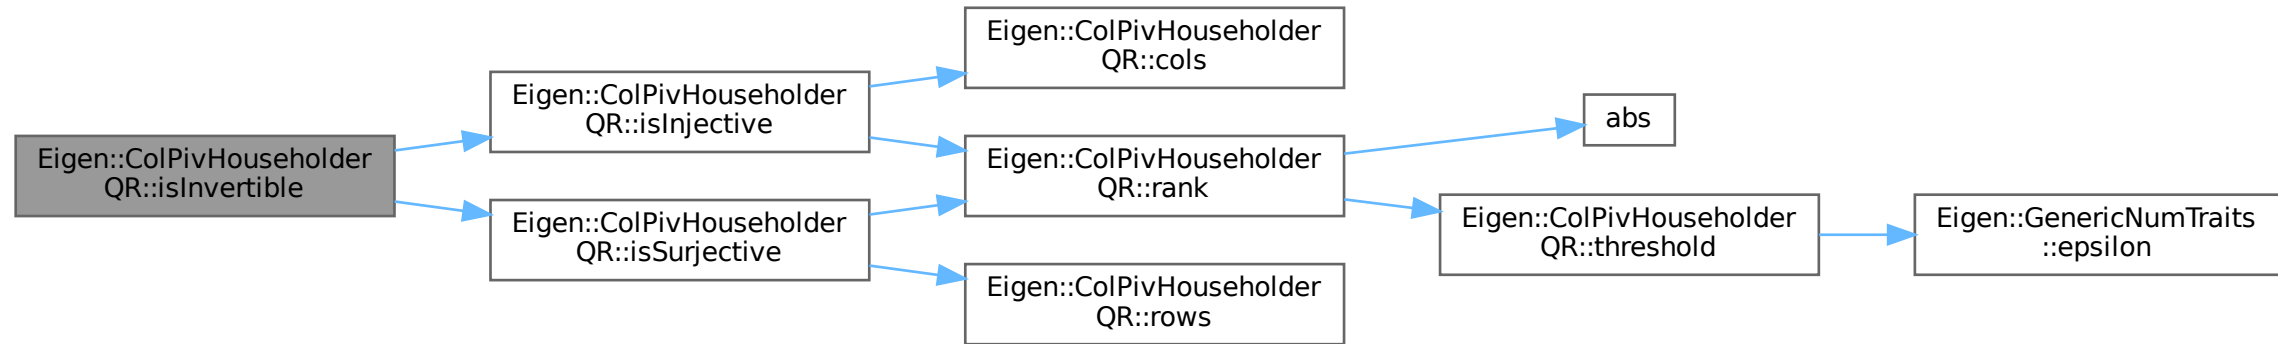 Eigen::ColPivHouseholder
QR::isInvertible
Eigen::ColPivHouseholder
QR::isInjective
Eigen::ColPivHouseholder
QR::isSurjective
Eigen::ColPivHouseholder
QR::cols
Eigen::ColPivHouseholder
QR::rank
Eigen::ColPivHouseholder
QR::rows
abs
Eigen::ColPivHouseholder
QR::threshold
Eigen::GenericNumTraits
::epsilon